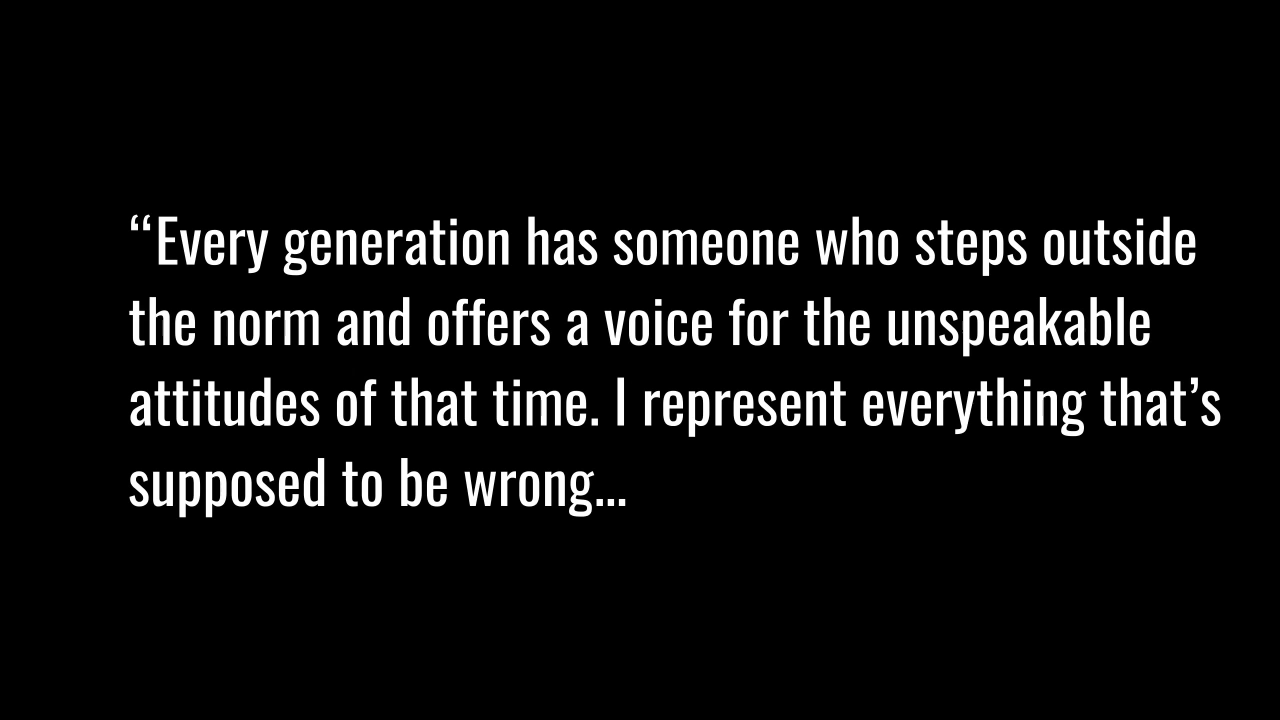 “Every generation has someone who steps outside
the norm and offers a voice for the unspeakable
attitudes of that time. I represent everything that’s
supposed to be wrong...